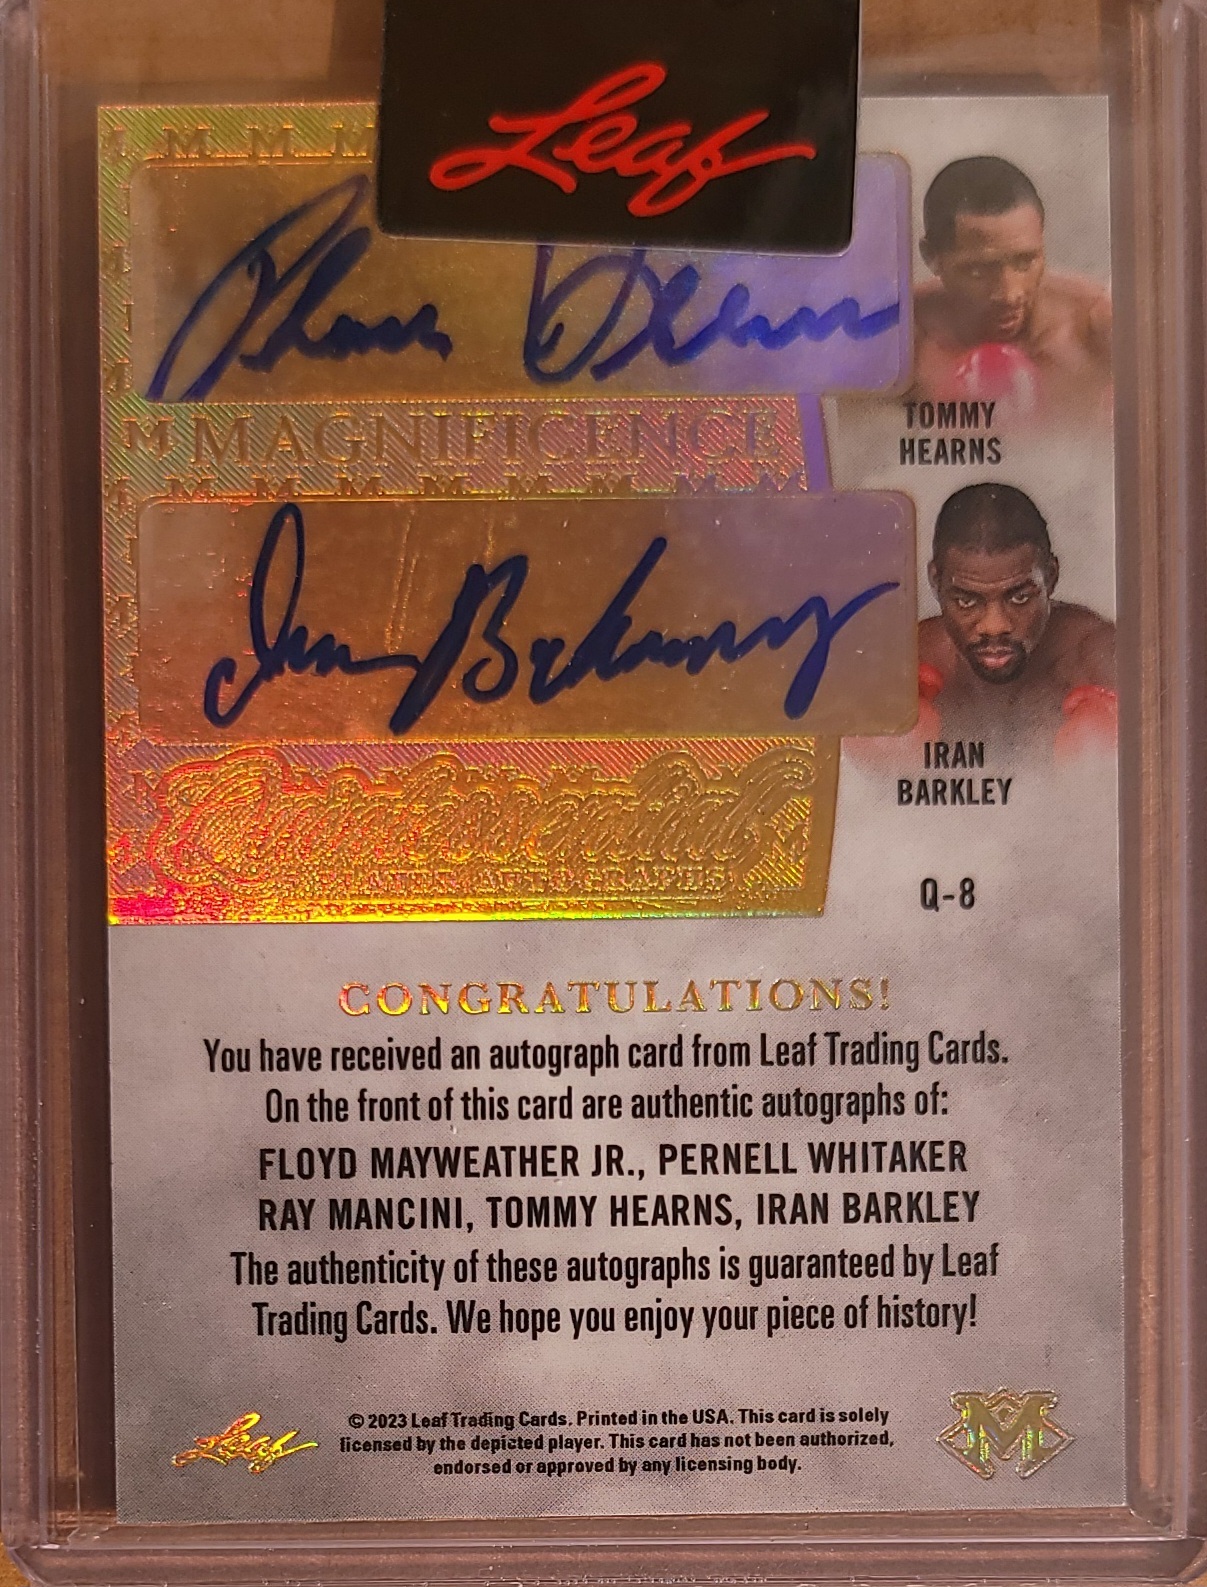 Leaf
TOMMY
HEARNS
MAGNIFICENCE
Iran Barkley
IRAN
BARKLEY
AUTOGRAPHS
Q-8
CONGRATULATIONS!
You have received an autograph card from Leaf Trading Cards.
On the front of this card are authentic autographs of:
FLOYD MAYWEATHER JR., PERNELL WHITAKER
RAY MANCINI, TOMMY HEARNS, IRAN BARKLEY
The authenticity of these autographs is guaranteed by Leaf
Trading Cards. We hope you enjoy your piece of history!
Leaf
© 2023 Leaf Trading Cards. Printed in the USA. This card is solely
licensed by the depicted player. This card has not been authorized,
endorsed or approved by any licensing body.
M